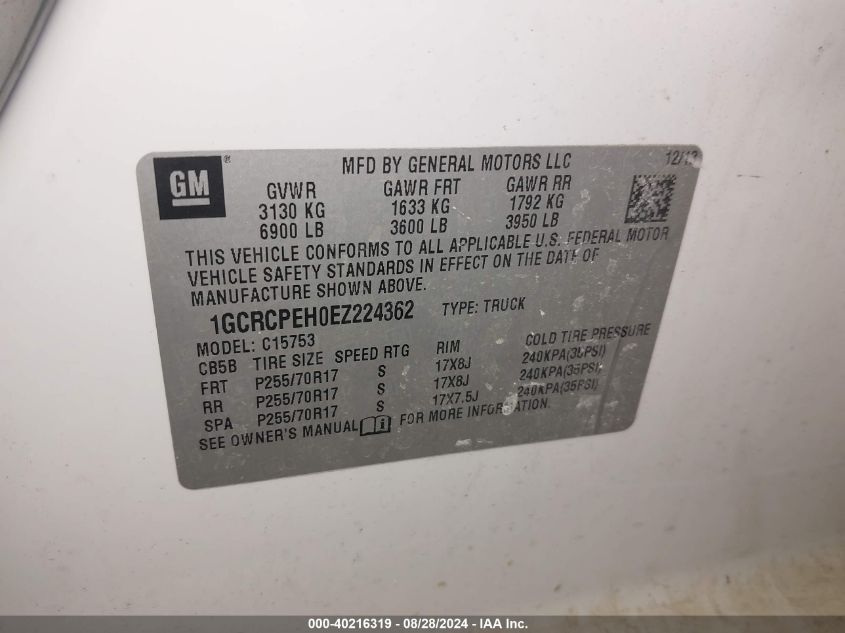 GM
®
MFD BY GENERAL MOTORS LLC 12/13
GVWR GAWR FRT GAWR RR
3130 KG 1633 KG 1792 KG
6900 LB 3600 LB 3950 LB
THIS VEHICLE CONFORMS TO ALL APPLICABLE U.S. FEDERAL MOTOR
VEHICLE SAFETY STANDARDS IN EFFECT ON THE DATE OF
MANUFACTURE SHOWN ABOVE.
1GCRCPEH0EZ224362 TYPE: TRUCK
MODEL: C15753
CB5B TIRE SIZE SPEED RTG RIM COLD TIRE PRESSURE
FRT P255/70R17 S 17X8J 240KPA(35PSI)
RR P255/70R17 S 17X8J 240KPA(35PSI)
SPA P255/70R17 S 17X7.5J 240KPA(35PSI)
SEE OWNER'S MANUAL FOR MORE INFORMATION.
000-40216319 - 08/28/2024 - IAA Inc.